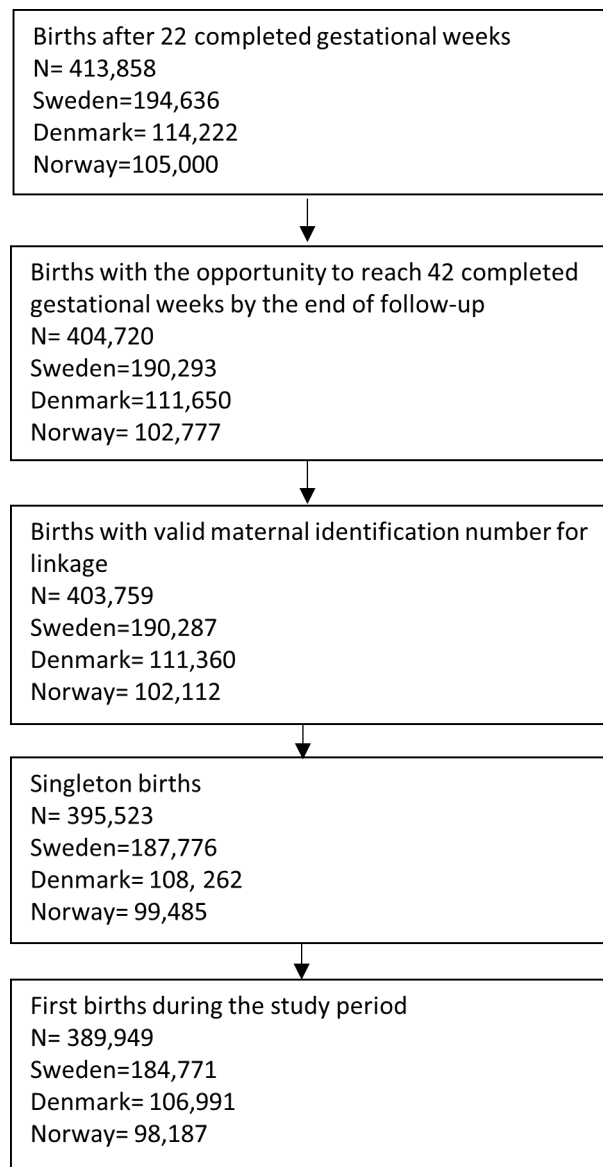 Births after 22 completed gestational weeks
N= 413,858
Sweden=194,636
Denmark= 114,222
Norway=105,000
Births with the opportunity to reach 42 completed
gestational weeks by the end of follow-up
N= 404,720
Sweden=190,293
Denmark=111,650
Norway= 102,777
Births with valid maternal identification number for
linkage
N= 403,759
Sweden=190,287
Denmark= 111,360
Norway= 102,112
Singleton births
N= 395,523
Sweden=187,776
Denmark= 108, 262
Norway= 99,485
First births during the study period
N= 389,949
Sweden=184,771
Denmark= 106,991
Norway= 98,187